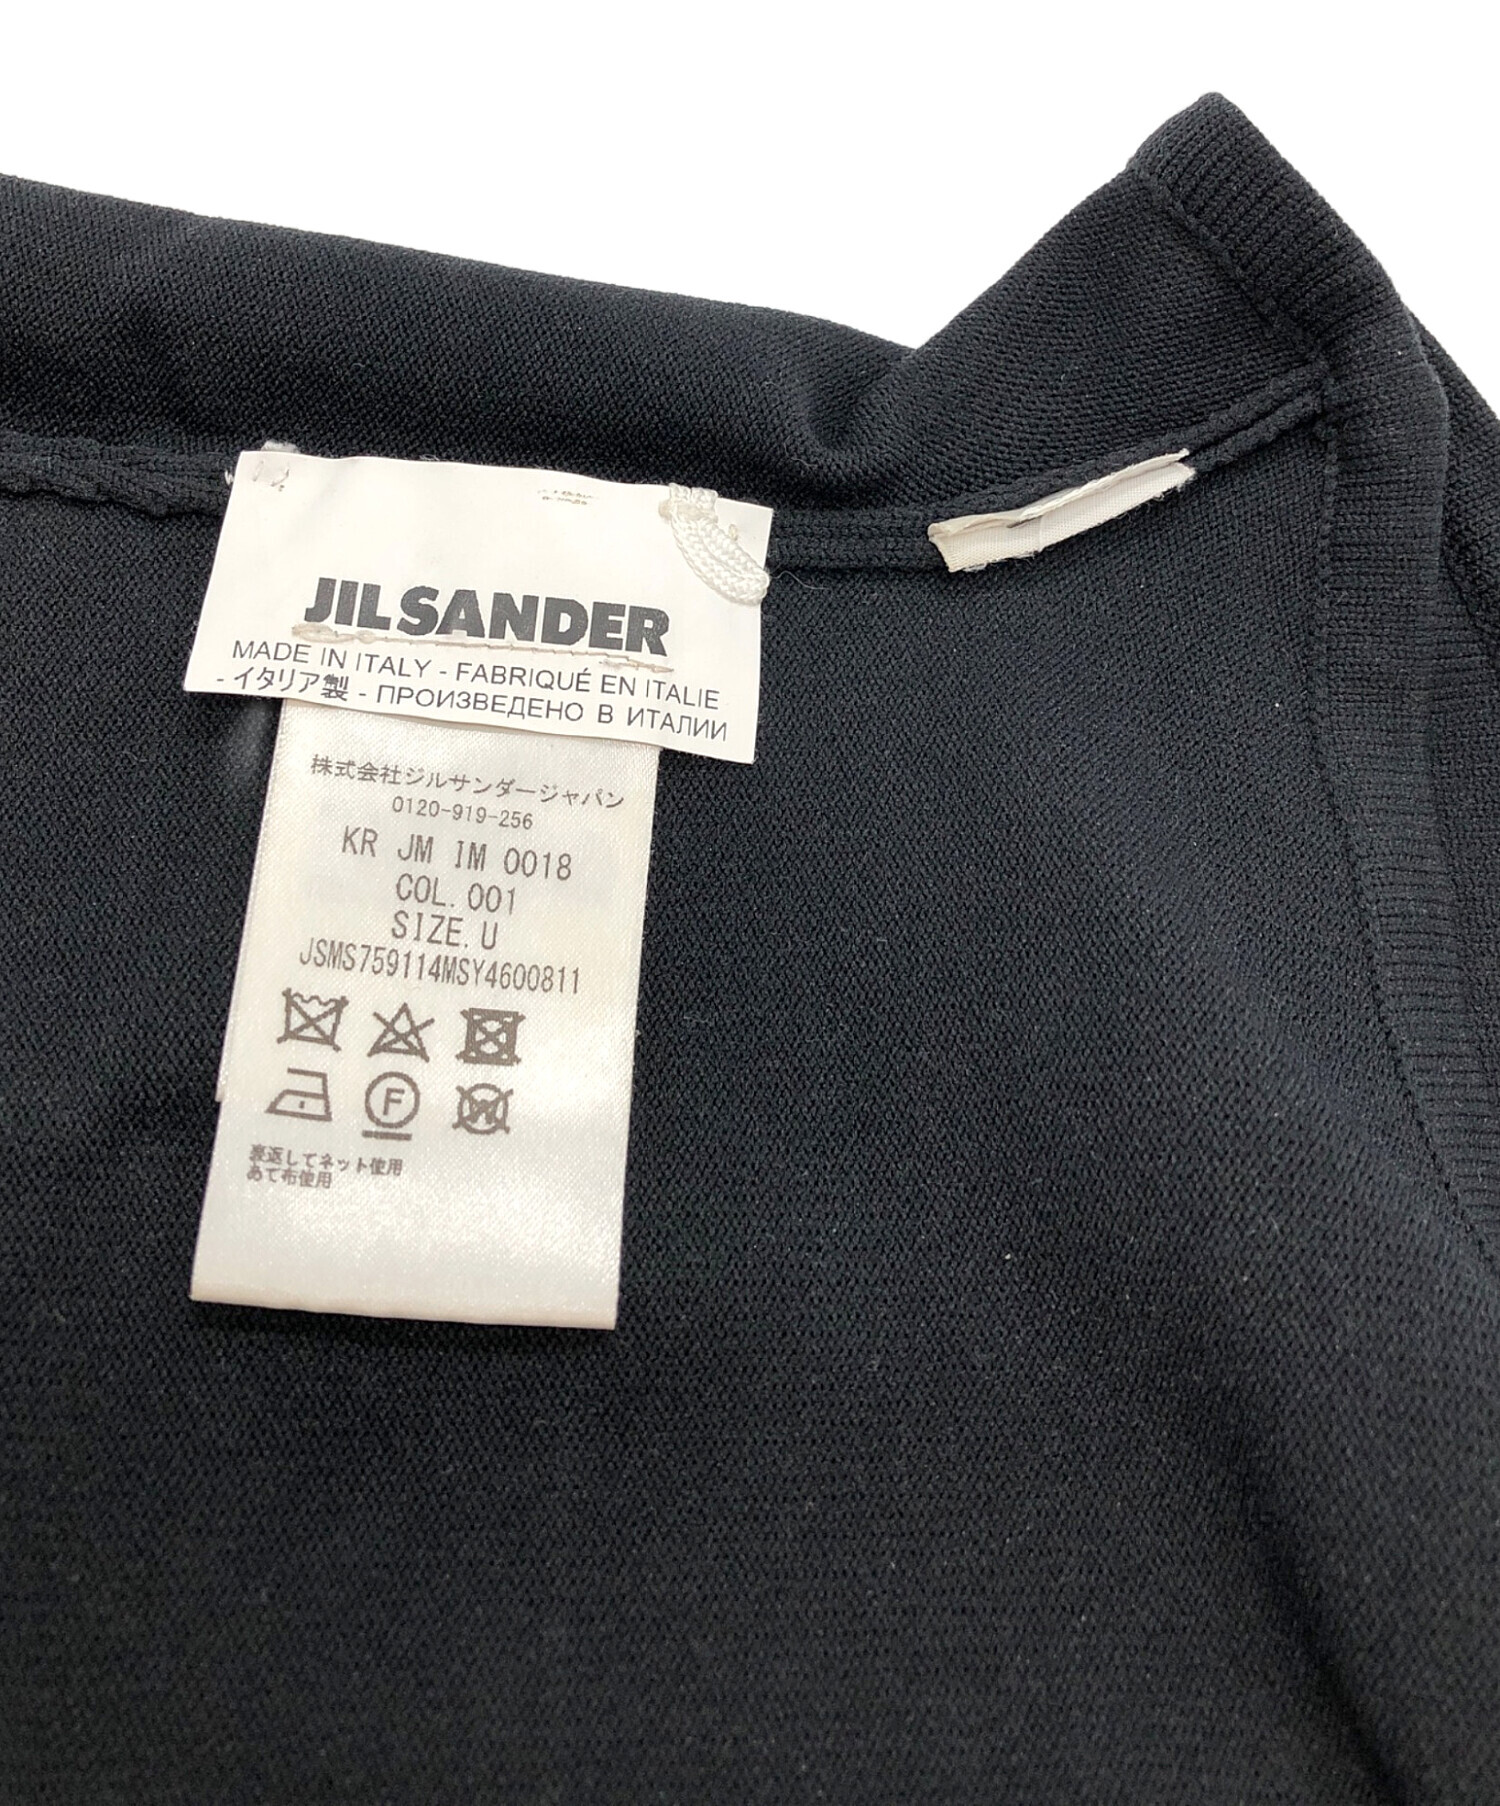 JIL SANDER
MADE IN ITALY - FABRIQUÉ EN ITALIE
- イタリア製 - ПРОИЗВЕДЕНО В ИТАЛИИ
株式会社ジルサンダージャパン
0120-919-256
KR JM IM 0018
COL. 001
SIZE. U
JSMS759114MSY4600811
F
W
裏返してネット使用
あて布使用